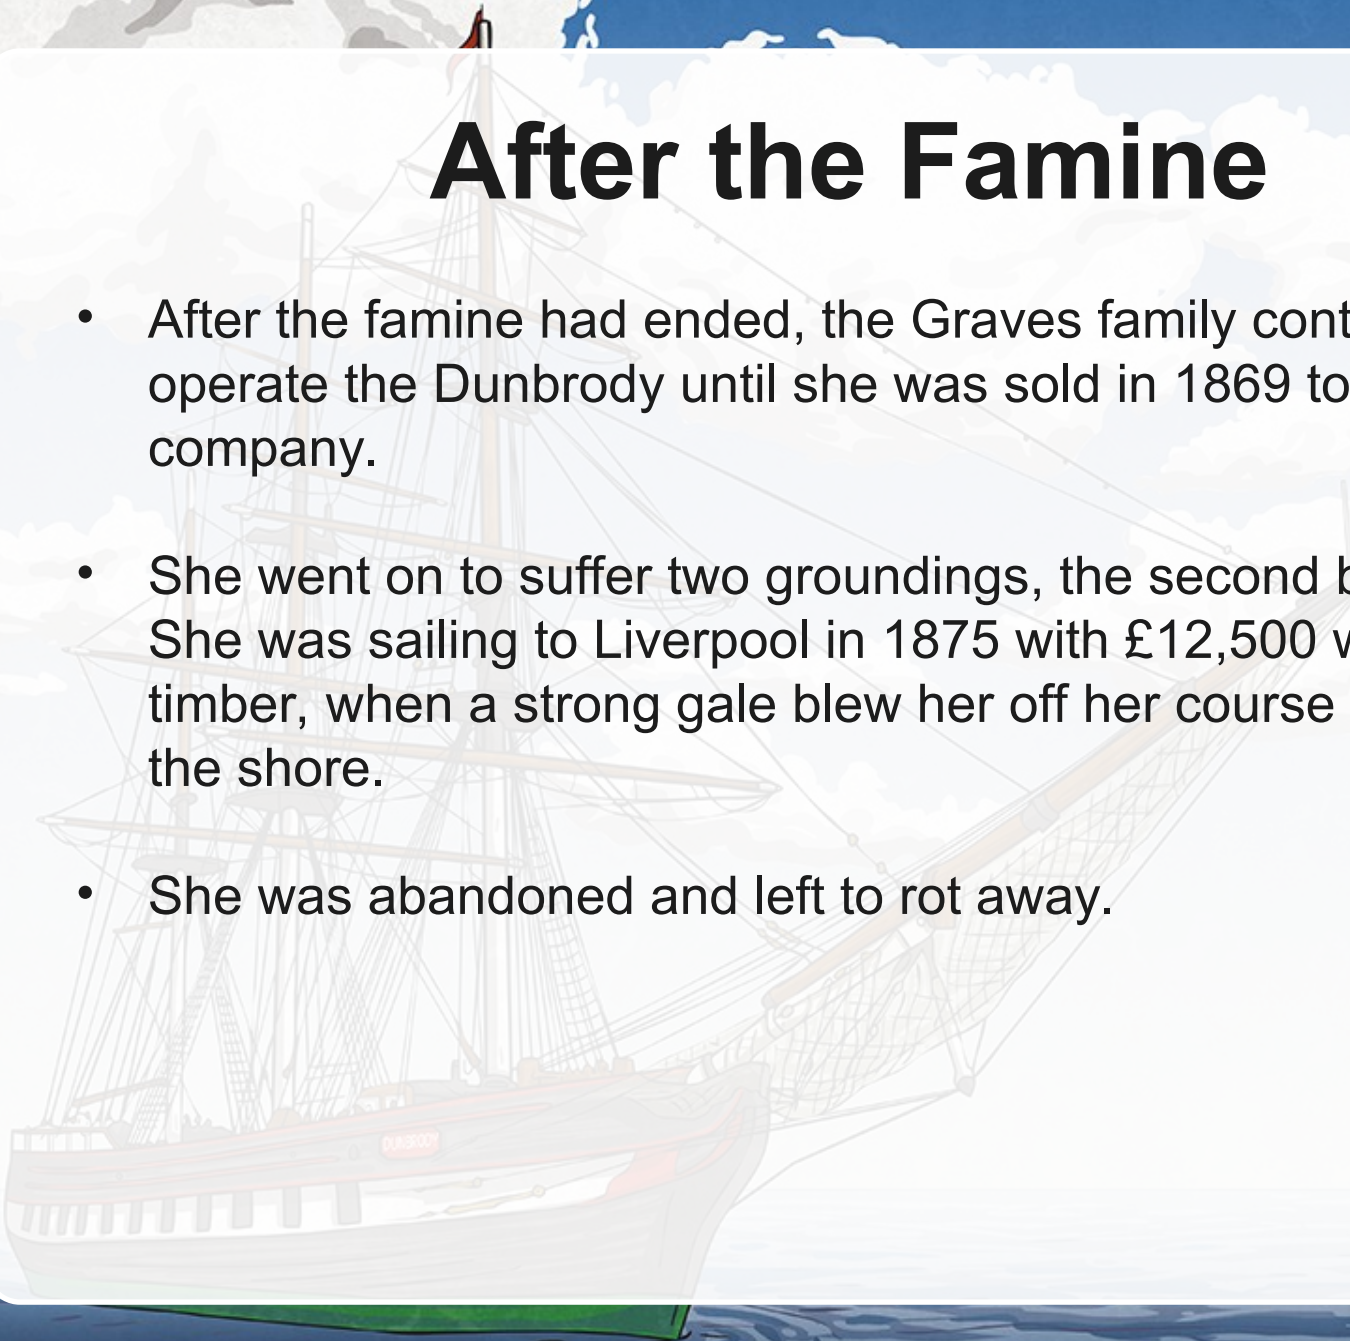 After the Famine
• After the famine had ended, the Graves family
operate the Dunbrody until she was sold in 1869 to
company.
• She went on to suffer two groundings, the second
She was sailing to Liverpool in 1875 with £12,500
timber, when a strong gale blew her off her course
the shore.
• She was abandoned and left to rot away.
DUNBRODY